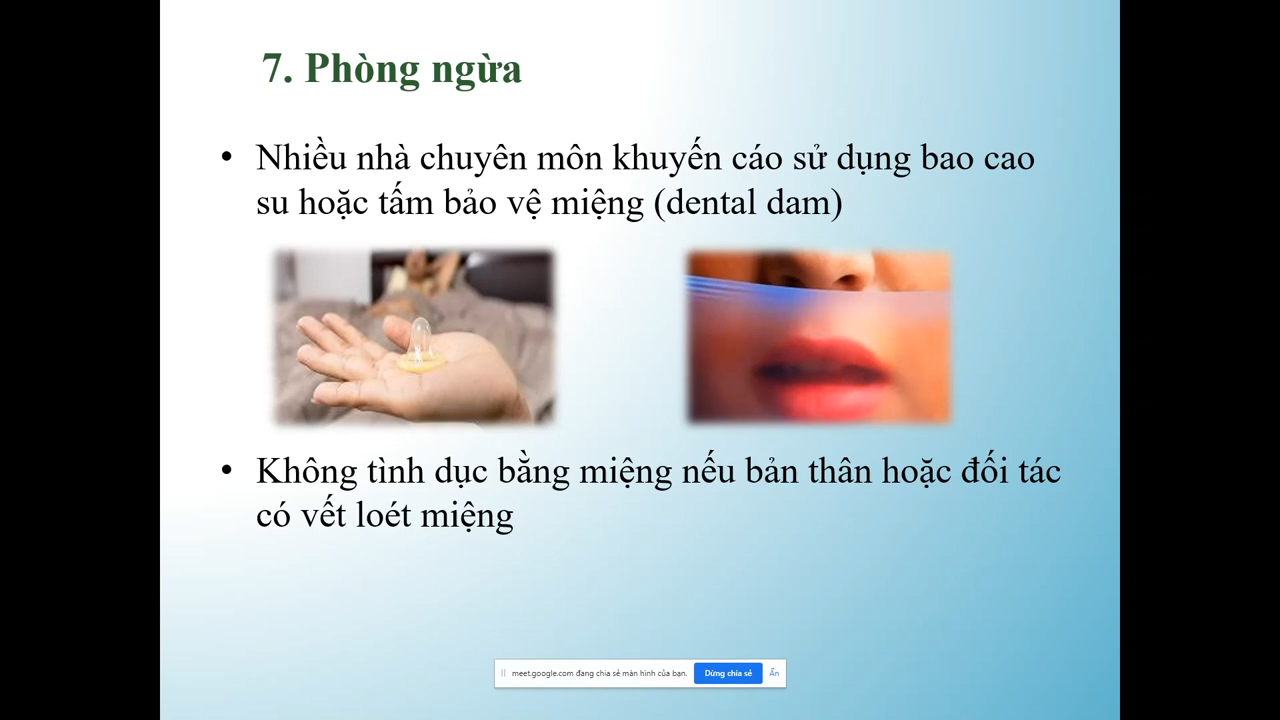 7. Phòng ngừa
• Nhiều nhà chuyên môn khuyến cáo sử dụng bao cao
su hoặc tấm bảo vệ miệng (dental dam)
• Không tình dục bằng miệng nếu bản thân hoặc đối tác
có vết loét miệng
meet.google.com đang chia sẻ màn hình của bạn. Dừng chia sẻ Ẩn